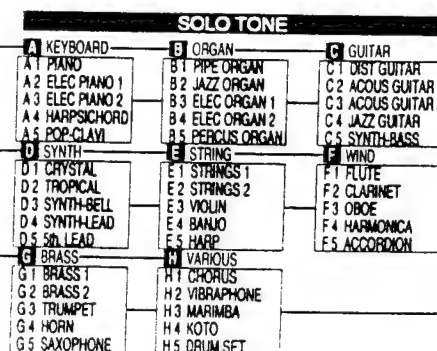 SOLO TONE
A KEYBOARD
A 1 PIANO
A 2 ELEC PIANO 1
A 3 ELEC PIANO 2
A 4 HARPSICHORD
A 5 POP-CLAVI
B ORGAN
B 1 PIPE ORGAN
B 2 JAZZ ORGAN
B 3 ELEC ORGAN 1
B 4 ELEC ORGAN 2
B 5 PERCUS ORGAN
C GUITAR
C 1 DIST GUITAR
C 2 ACOUS GUITAR
C 3 ACOUS GUITAR
C 4 JAZZ GUITAR
C 5 SYNTH-BASS
D SYNTH
D 1 CRYSTAL
D 2 TROPICAL
D 3 SYNTH-BELL
D 4 SYNTH-LEAD
D 5 5th. LEAD
E STRING
E 1 STRINGS 1
E 2 STRINGS 2
E 3 VIOLIN
E 4 BANJO
E 5 HARP
F WIND
F 1 FLUTE
F 2 CLARINET
F 3 OBOE
F 4 HARMONICA
F 5 ACCORDION
G BRASS
G 1 BRASS 1
G 2 BRASS 2
G 3 TRUMPET
G 4 HORN
G 5 SAXOPHONE
H VARIOUS
H 1 CHORUS
H 2 VIBRAPHONE
H 3 MARIMBA
H 4 KOTO
H 5 DRUM SET